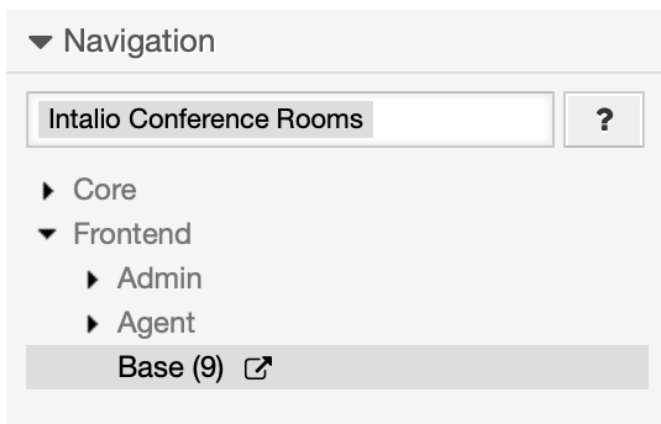 Navigation
Intalio Conference Rooms ?
Core
Frontend
Admin
Agent
Base (9)